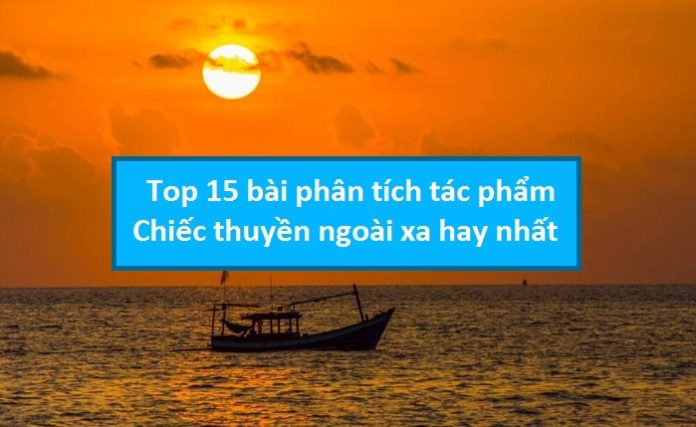 Top 15 bài phân tích tác phẩm
Chiếc thuyền ngoài xa hay nhất